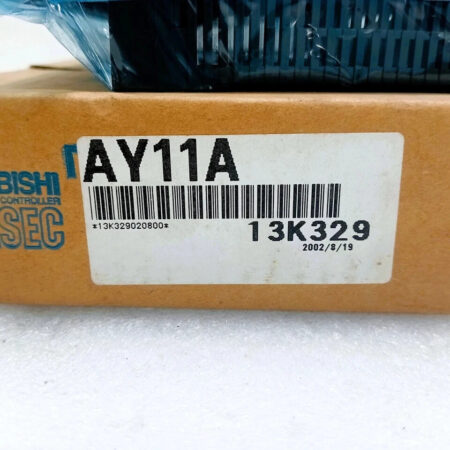 AY11A
BISHI
CONTROLLER
SEC
*13K329020800*
13K329
2002/8/19